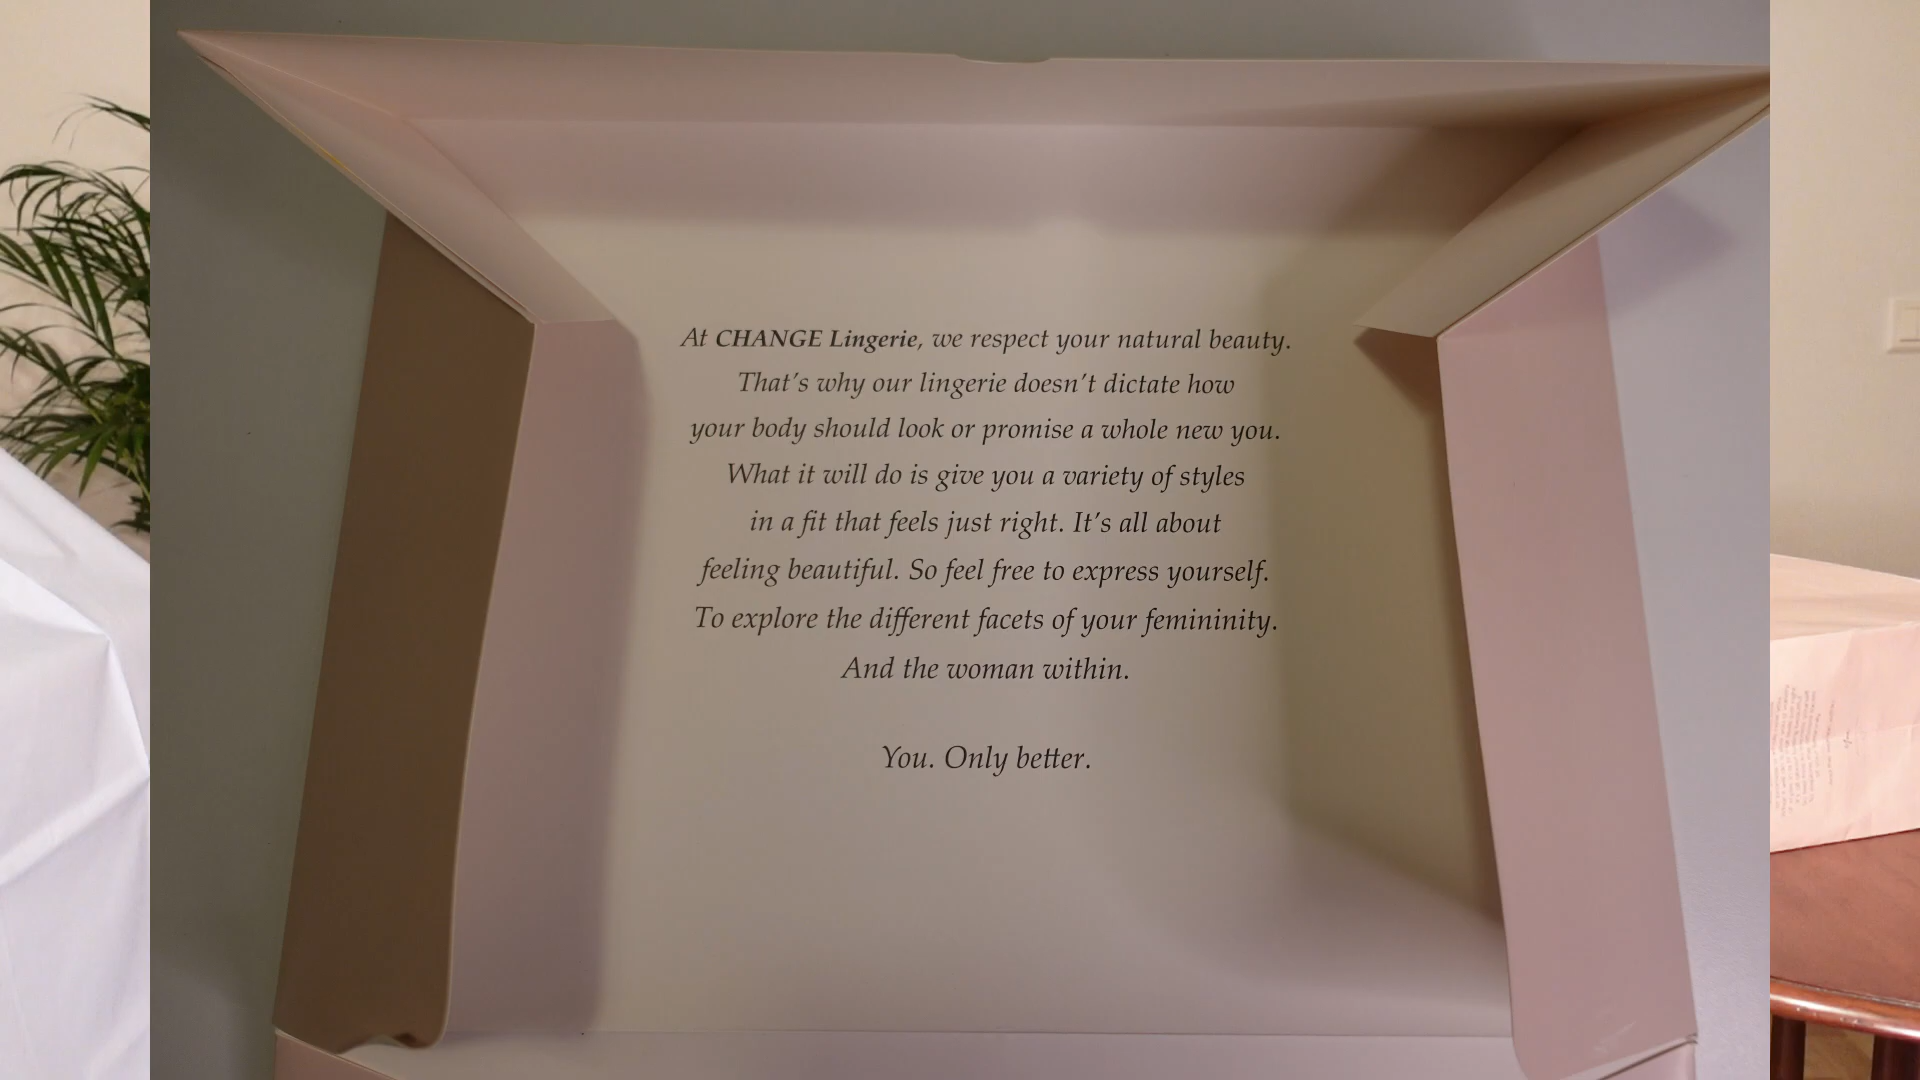 At CHANGE Lingerie, we respect your natural beauty.
That's why our lingerie doesn't dictate how
your body should look or promise a whole new you.
What it will do is give you a variety of styles
in a fit that feels just right. It's all about
feeling beautiful. So feel free to express yourself.
To explore the different facets of your femininity.
And the woman within.
You. Only better.